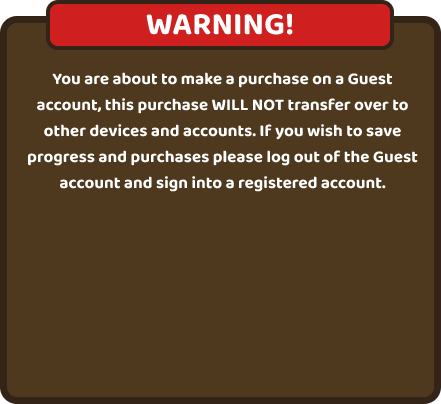 WARNING!
You are about to make a purchase on a Guest
account, this purchase WILL NOT transfer over to
other devices and accounts. If you wish to save
progress and purchases please log out of the Guest
account and sign into a registered account.